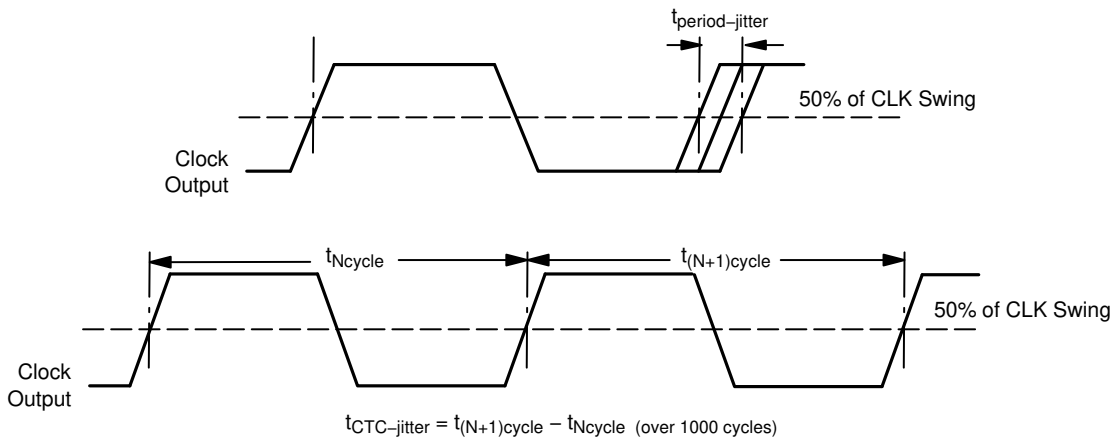 tperiod−jitter
50% of CLK Swing
Clock
Output
tNcycle
t(N+1)cycle
50% of CLK Swing
Clock
Output
tCTC−jitter = t(N+1)cycle − tNcycle (over 1000 cycles)